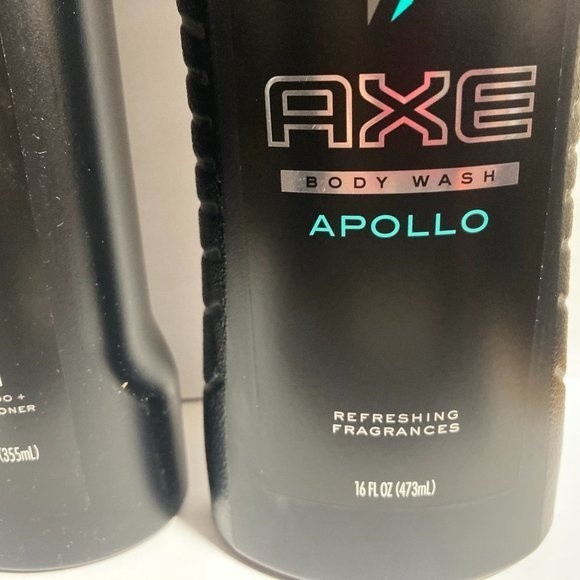 AXE
BODY WASH
APOLLO
REFRESHING
FRAGRANCES
16 FL OZ (473mL)
+
(355mL)